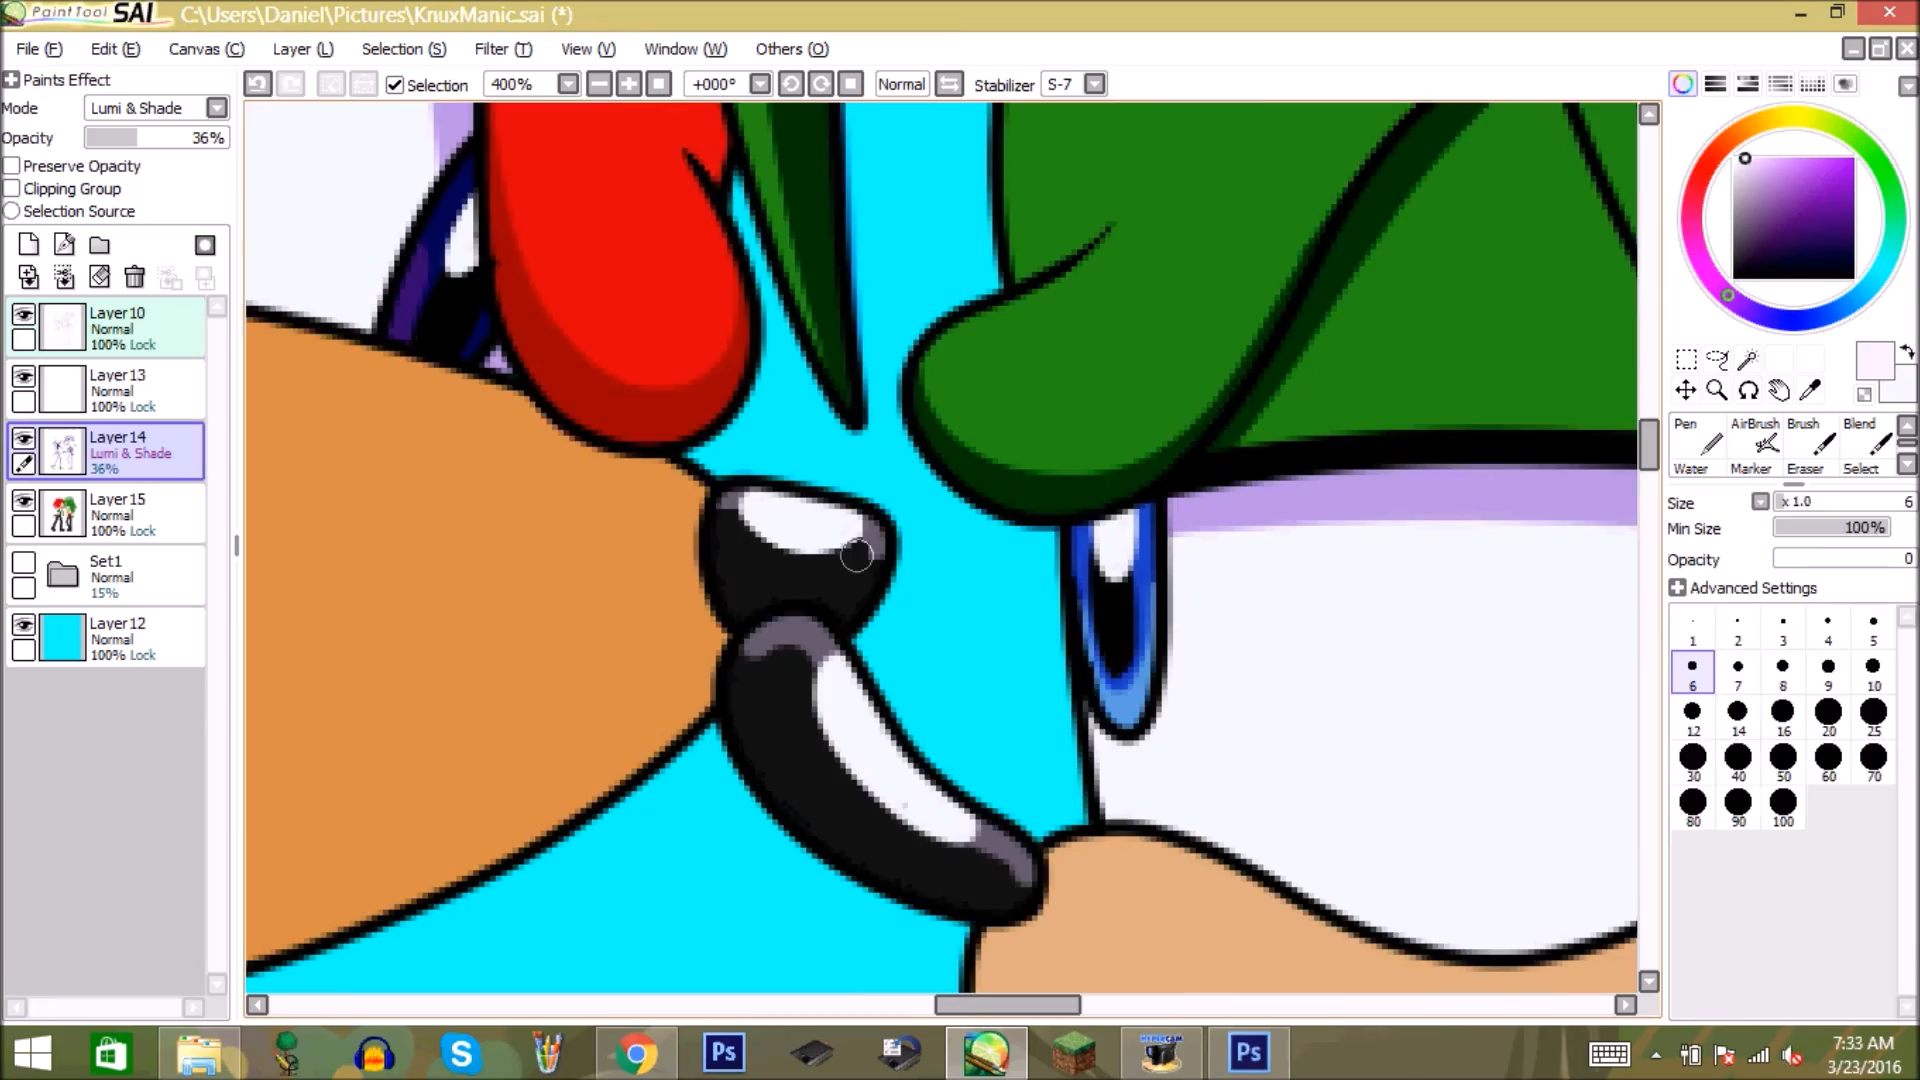 PaintTool SAI C:\Users\Daniel\Pictures\KnuxManic.sai (*)
File (F) Edit (E) Canvas (C) Layer (L) Selection (S) Filter (T) View (V) Window (W) Others (O)
Paints Effect
Selection 400% +000° Normal Stabilizer S-7
Mode Lumi & Shade
Opacity 36%
Preserve Opacity
Clipping Group
Selection Source
Layer10
Normal
100% Lock
Layer13
Normal
100% Lock
Layer14
Lumi & Shade
36%
Layer15
Normal
100% Lock
Set1
Normal
15%
Layer12
Normal
100% Lock
Pen AirBrush Brush Blend
Water Marker Eraser Select
Size x 1.0 6
Min Size 100%
Opacity 0
Advanced Settings
1 2 3 4 5
6 7 8 9 10
12 14 16 20 25
30 40 50 60 70
80 90 100
S Ps HYPERCAM Ps
7:33 AM
3/23/2016